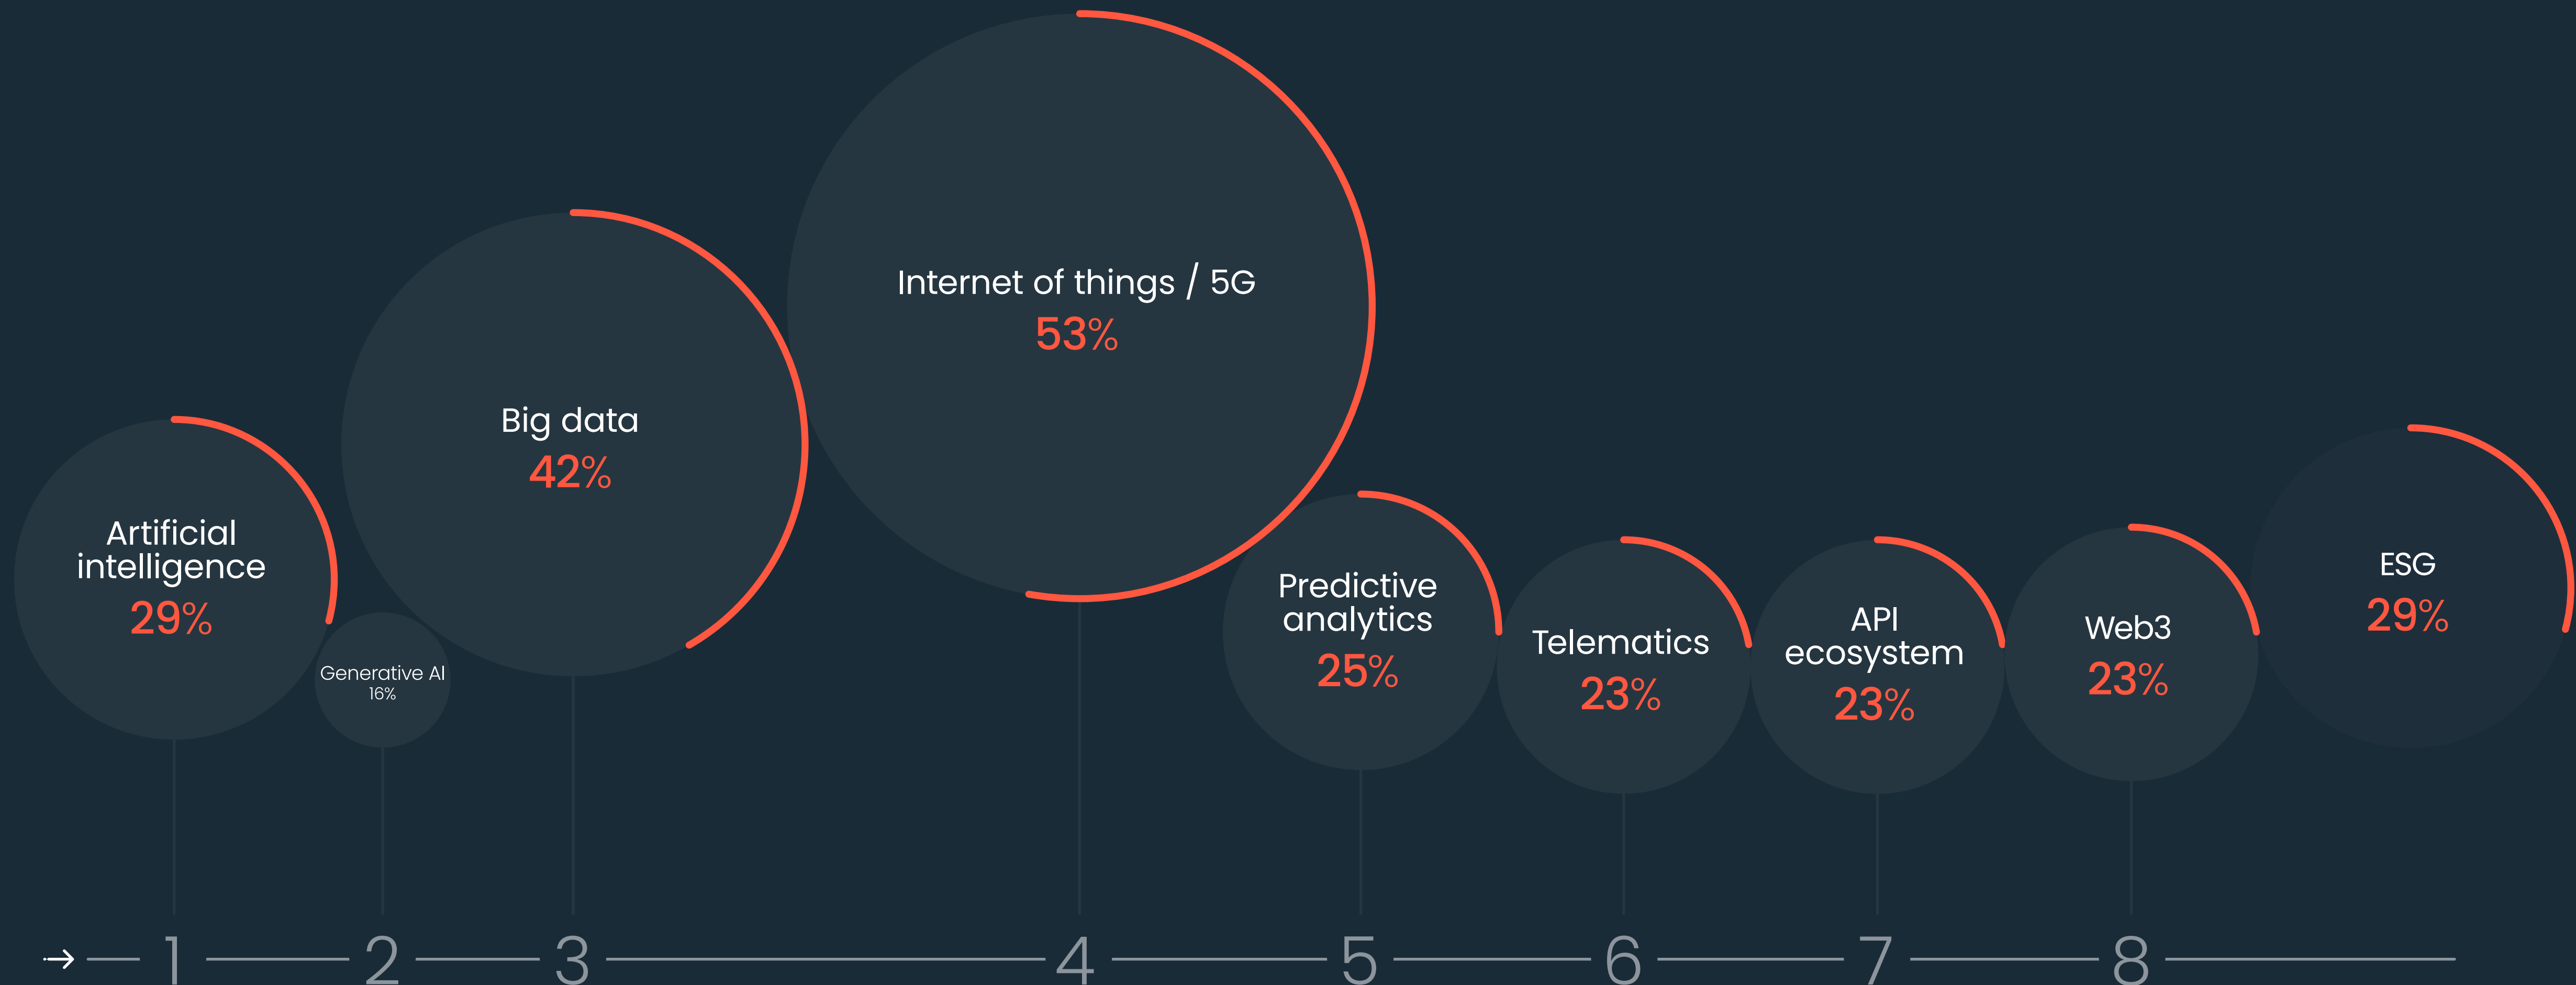 Artificial
intelligence
29%
Generative AI
16%
Big data
42%
Internet of things / 5G
53%
Predictive
analytics
25%
Telematics
23%
API
ecosystem
23%
Web3
23%
ESG
29%
1
2
3
4
5
6
7
8